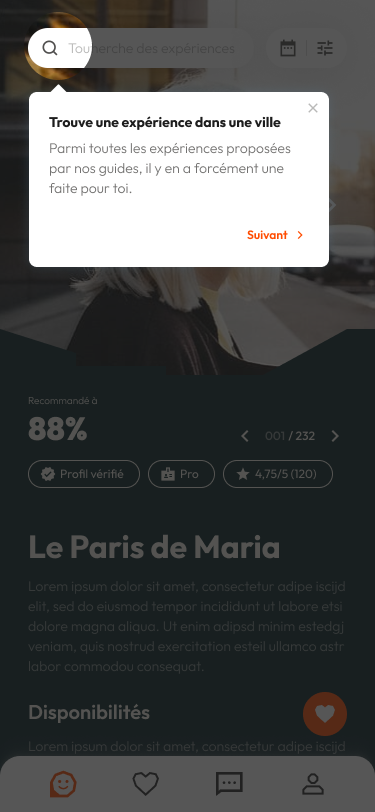 Touherche des expériences
Trouve une expérience dans une ville
Parmi toutes les expériences proposées
par nos guides, il y en a forcément une
faite pour toi.
Suivant
Recommandé à
88%
001 / 232
Profil vérifié
Pro
4,75/5 (120)
Le Paris de Maria
Lorem ipsum dolor sit amet, consectetur adipe iscijd
elit, sed do eiusmod tempor incididunt ut labore etsi
dolore magna aliqua. Ut enim adipsd minim estedgj
veniam, quis nostrud exercitation esteil ullamco astr
labor commodou consequat.
Disponibilités
Lorem ipsum dolor sit amet, consectetur adipe iscijd